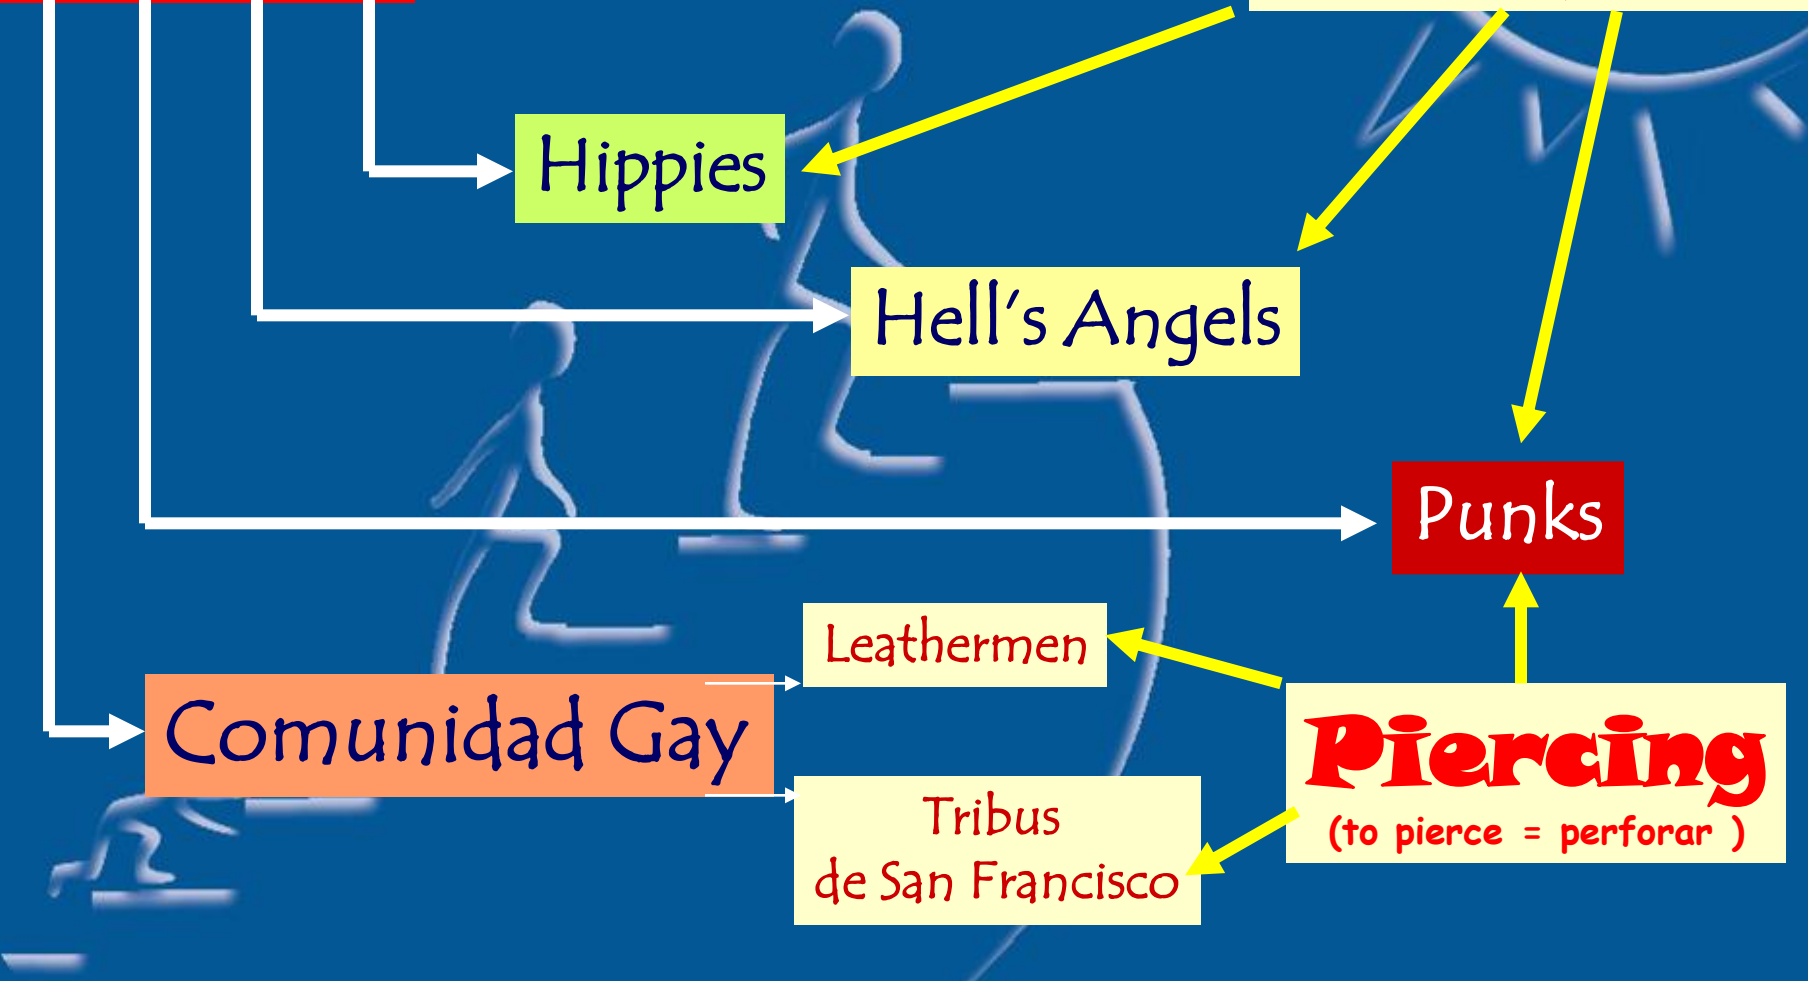 Hippies
Hell's Angels
Punks
Leathermen
Comunidad Gay
Piercing
(to pierce = perforar )
Tribus
de San Francisco